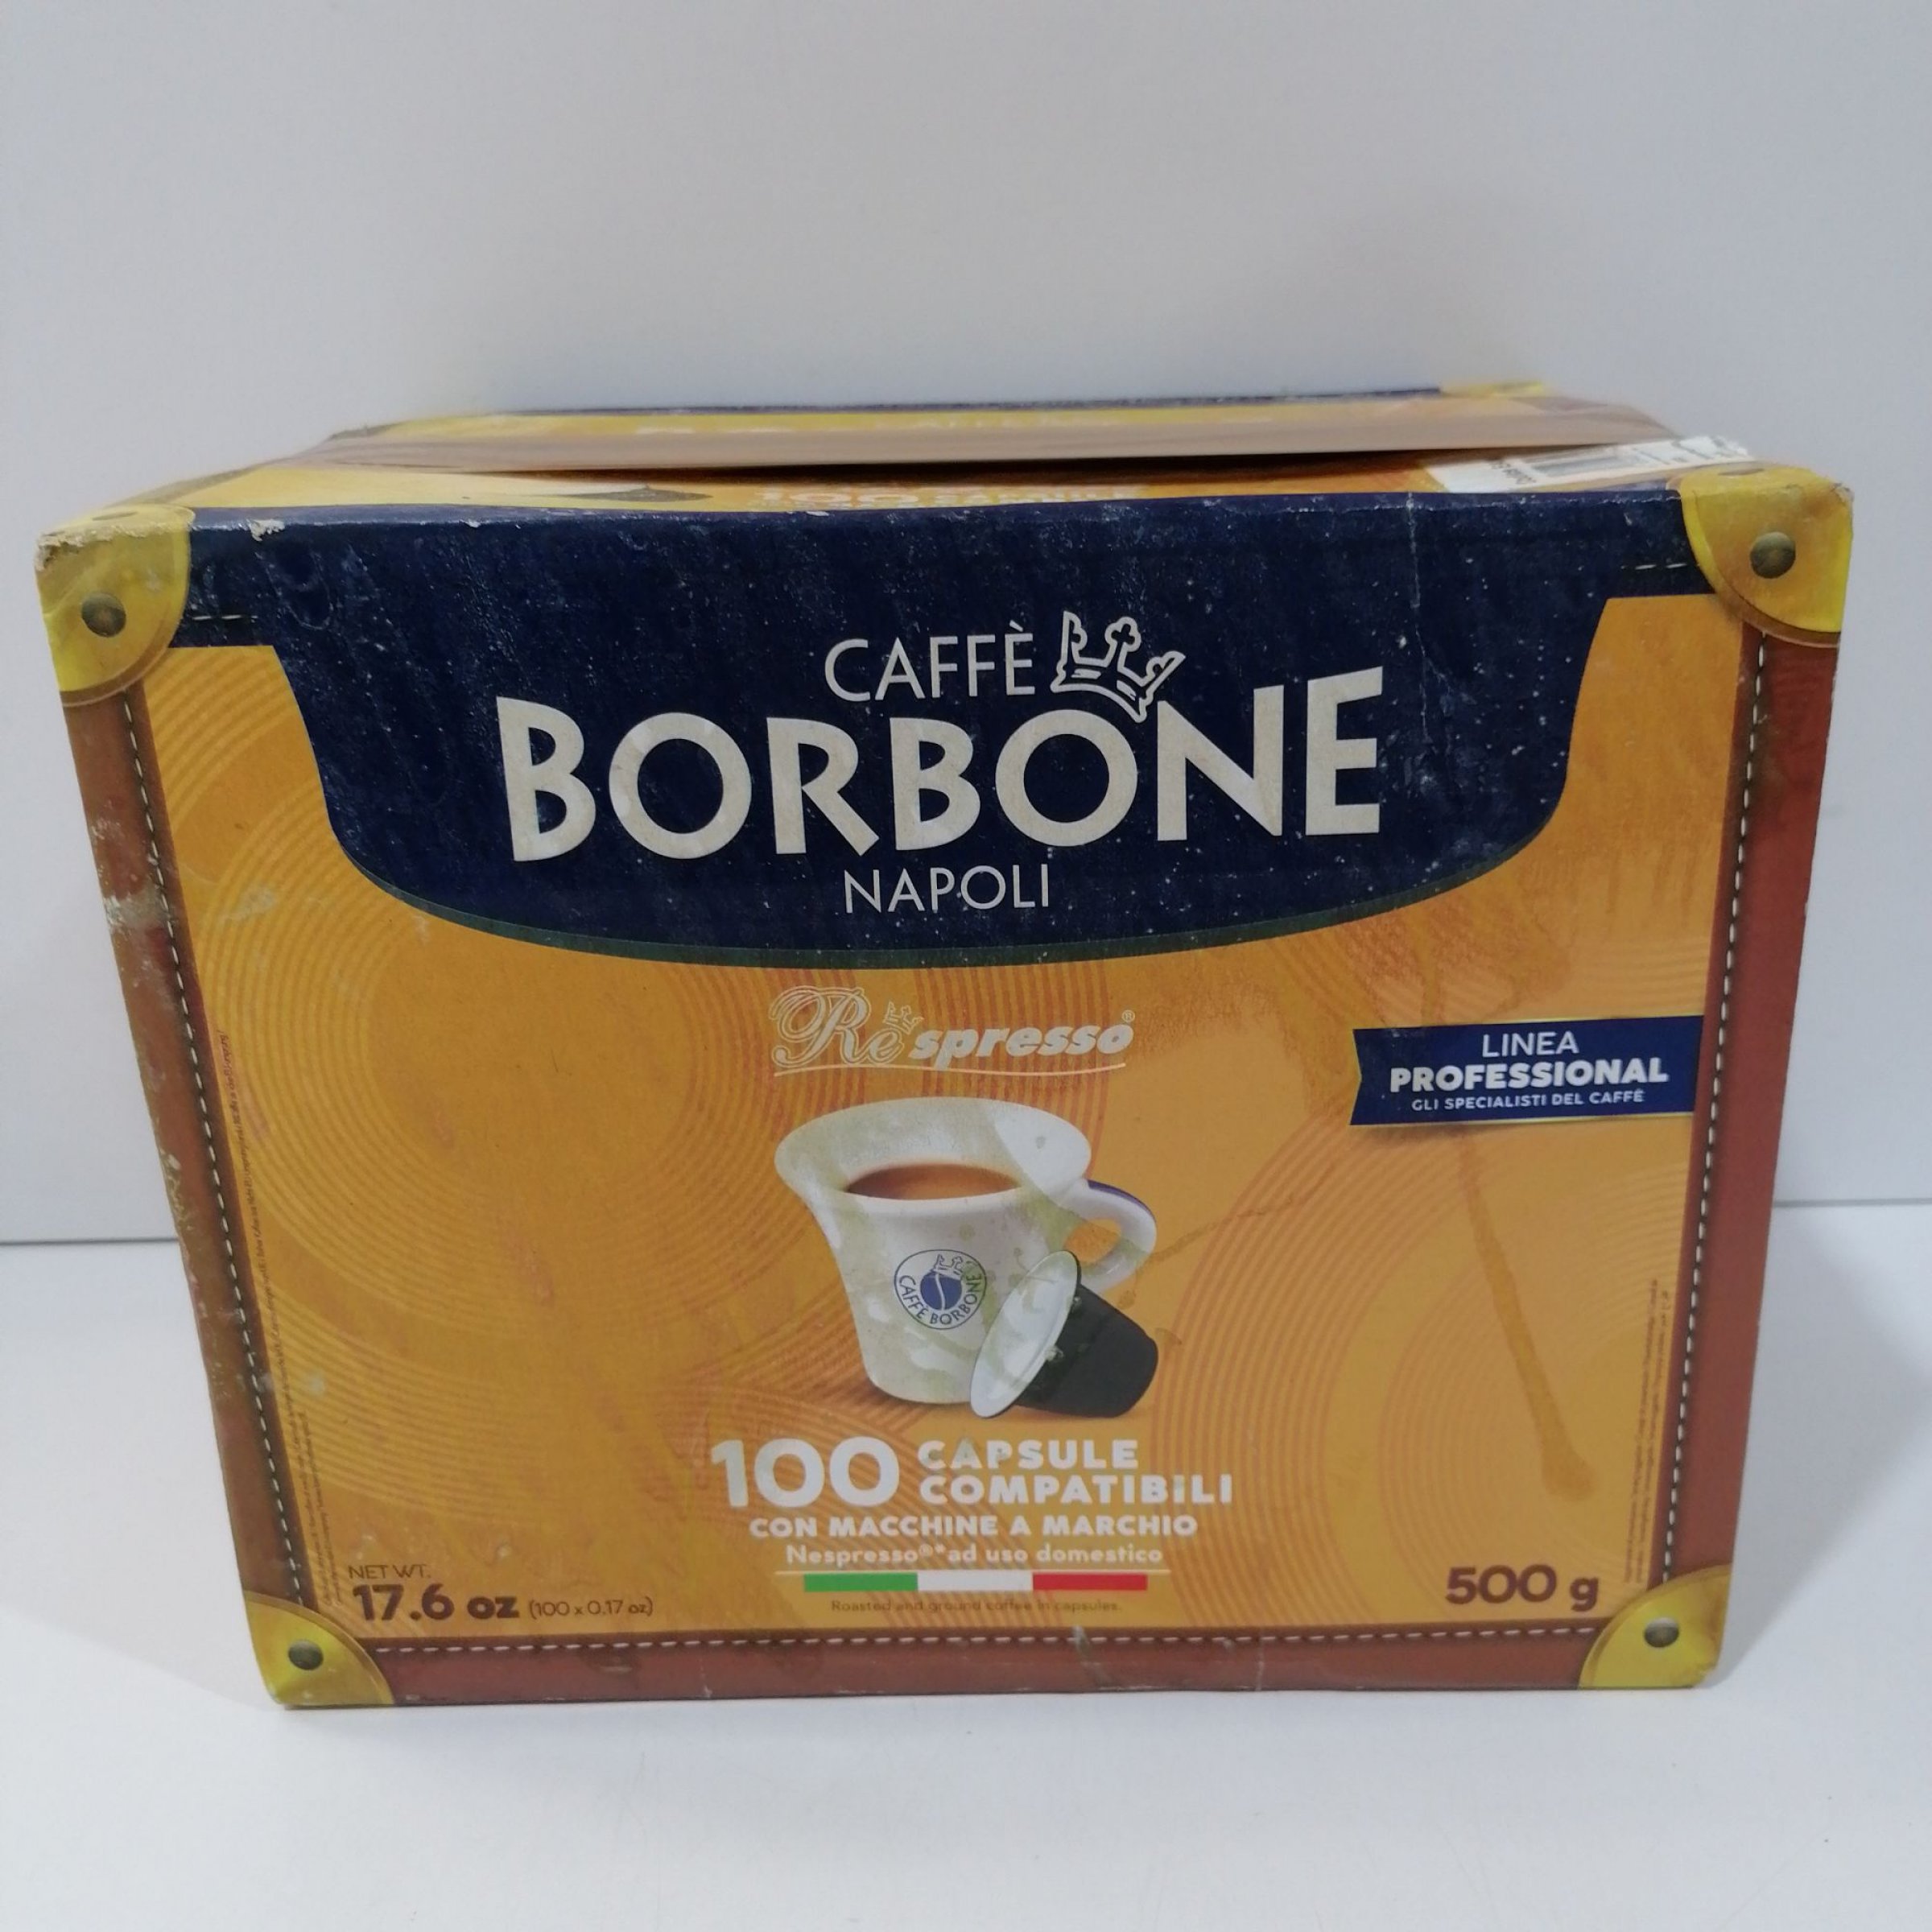 CAFFÈ
BORBONE
NAPOLI
Respresso®
LINEA
PROFESSIONAL
GLI SPECIALISTI DEL CAFFÈ
CAFFÈ BORBONE
100 CAPSULE
COMPATIBILI
CON MACCHINE A MARCHIO
Nespresso®* ad uso domestico
NET WT.
17.6 oz (100 x 0.17 oz)
Roasted and ground coffee in capsules.
500 g